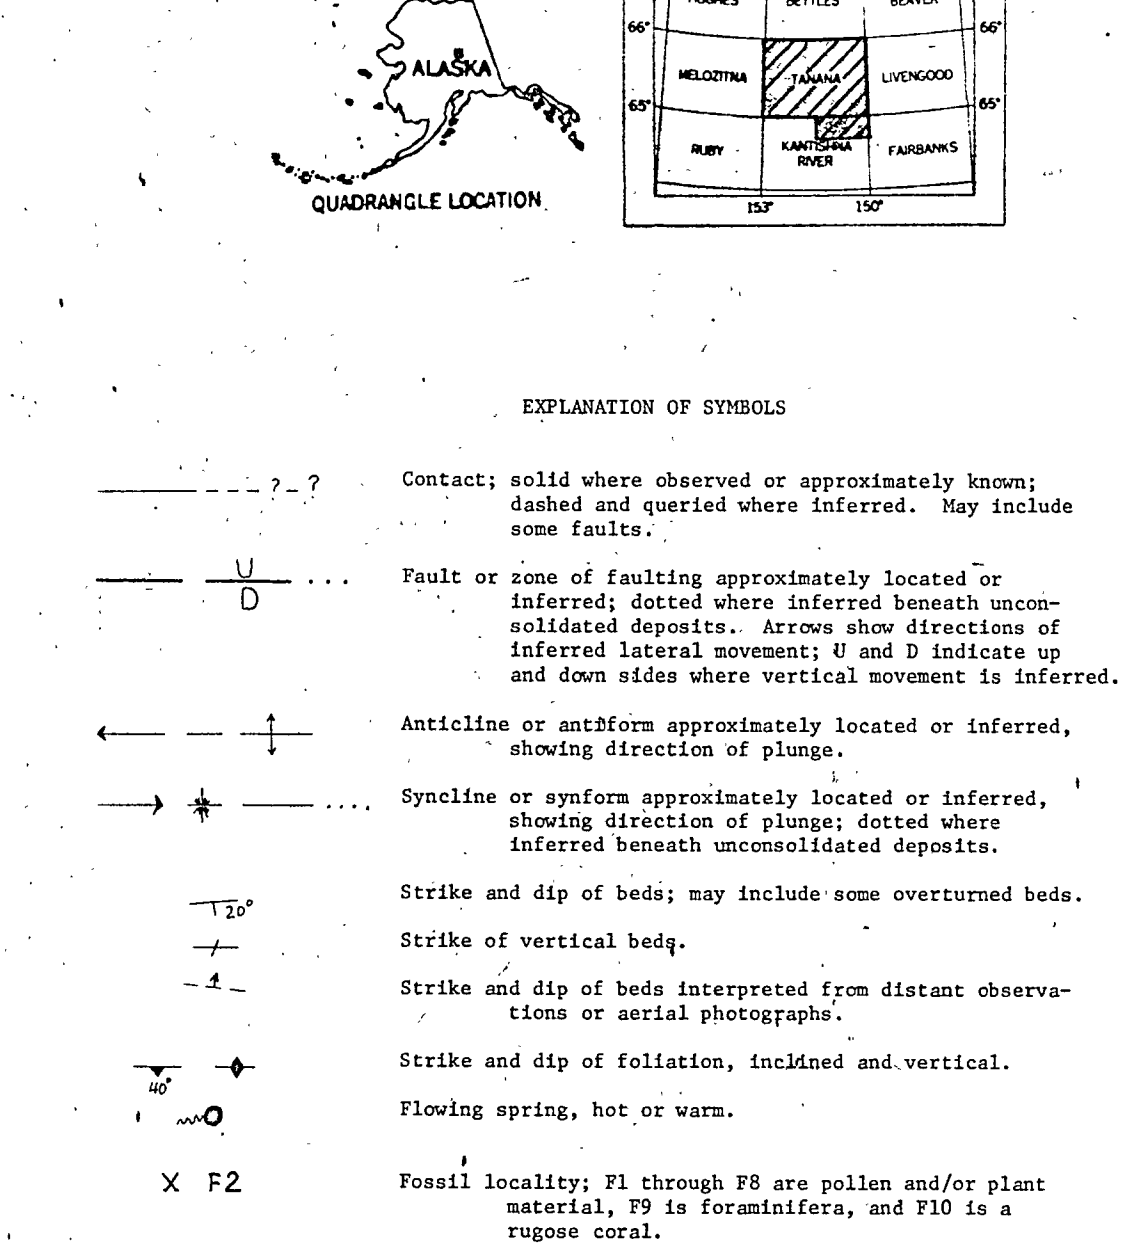 HUGHES BETTLES BEAVER
66° 66°
ALASKA
MELOZITNA TANANA LIVENGOOD
65° 65°
RUBY KANTISHNA RIVER FAIRBANKS
QUADRANGLE LOCATION
153° 150°
EXPLANATION OF SYMBOLS
? ?
Contact; solid where observed or approximately known;
dashed and queried where inferred. May include
some faults.
U
D
Fault or zone of faulting approximately located or
inferred; dotted where inferred beneath uncon-
solidated deposits. Arrows show directions of
inferred lateral movement; U and D indicate up
and down sides where vertical movement is inferred.
Anticline or antiform approximately located or inferred,
showing direction of plunge.
Syncline or synform approximately located or inferred,
showing direction of plunge; dotted where
inferred beneath unconsolidated deposits.
20°
Strike and dip of beds; may include some overturned beds.
Strike of vertical beds.
Strike and dip of beds interpreted from distant observa-
tions or aerial photographs.
40°
Strike and dip of foliation, inclined and vertical.
Flowing spring, hot or warm.
X F2
Fossil locality; F1 through F8 are pollen and/or plant
material, F9 is foraminifera, and F10 is a
rugose coral.